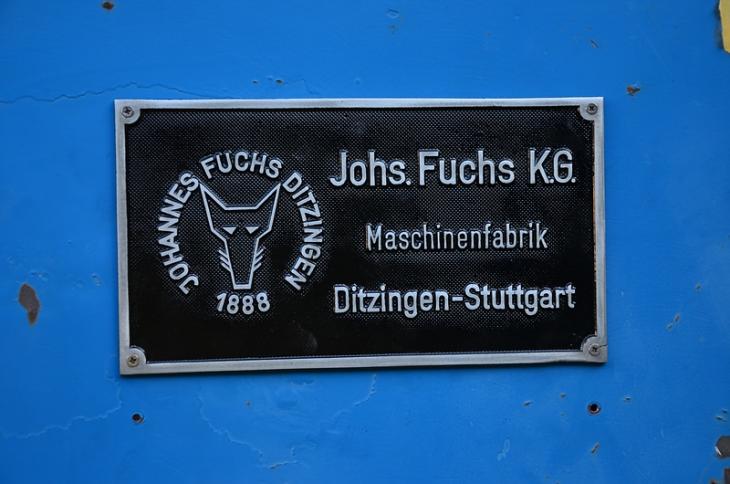 JOHANNES FUCHS DITZINGEN
1888
Johs. Fuchs K.G.
Maschinenfabrik
Ditzingen-Stuttgart